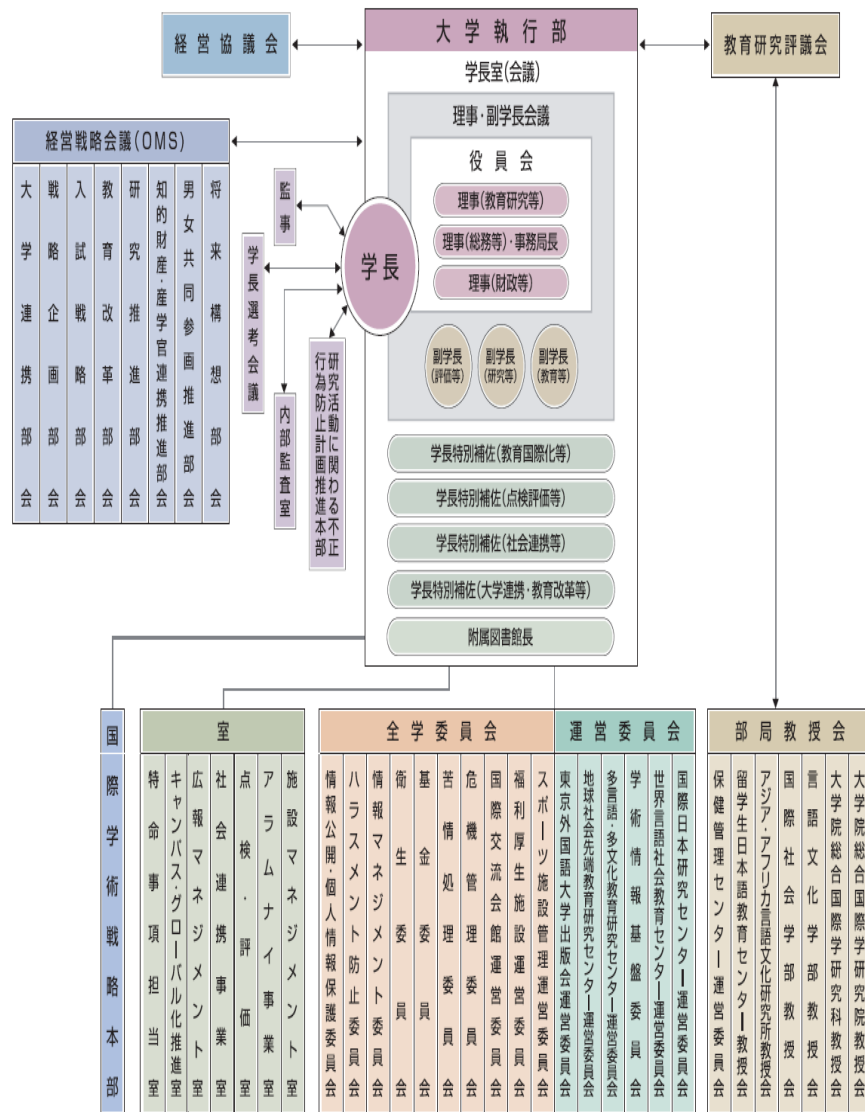 経営協議会
大学執行部
教育研究評議会
学長室(会議)
理事・副学長会議
役員会
理事(教育研究等)
理事(総務等)・事務局長
理事(財政等)
学長
副学長
(評価等)
副学長
(研究等)
副学長
(教育等)
学長特別補佐(教育国際化等)
学長特別補佐(点検評価等)
学長特別補佐(社会連携等)
学長特別補佐(大学連携・教育改革等)
附属図書館長
経営戦略会議(OMS)
大学連携部会
戦略企画部会
入試戦略部会
教育改革部会
研究推進部会
知的財産・産学官連携推進部会
男女共同参画推進部会
将来構想部会
監事
学長選考会議
内部監査室
研究活動に関わる不正
行為防止計画推進本部
国際学術戦略本部
室
特命事項担当室
キャンパス・グローバル化推進室
広報マネジメント室
社会連携事業室
点検・評価室
アラムナイ事業室
施設マネジメント室
全学委員会
情報公開・個人情報保護委員会
ハラスメント防止委員会
情報マネジメント委員会
衛生委員会
基金委員会
苦情処理委員会
危機管理委員会
国際交流会館運営委員会
福利厚生施設運営委員会
スポーツ施設管理運営委員会
運営委員会
東京外国語大学出版会運営委員会
地球社会先端教育研究センター運営委員会
多言語・多文化教育研究センター運営委員会
学術情報基盤委員会
世界言語社会教育センター運営委員会
国際日本研究センター運営委員会
部局教授会
保健管理センター運営委員会
留学生日本語教育センター教授会
アジア・アフリカ言語文化研究所教授会
国際社会学部教授会
言語文化学部教授会
大学院総合国際学研究科教授会
大学院総合国際学研究院教授会